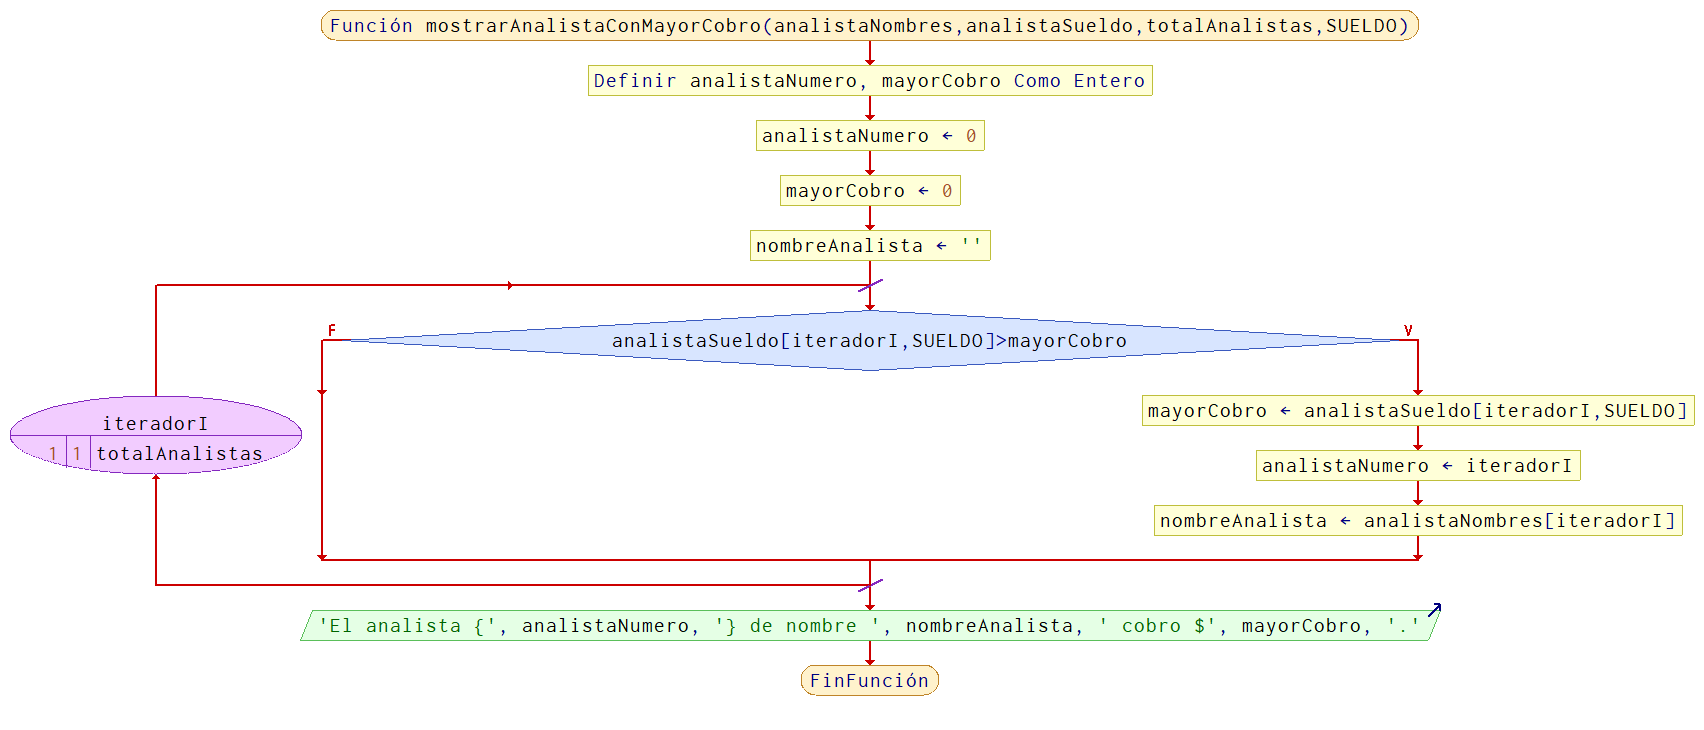 Función mostrarAnalistaConMayorCobro(analistaNombres,analistaSueldo,totalAnalistas,SUELDO)
Definir analistaNumero, mayorCobro Como Entero
analistaNumero ← 0
mayorCobro ← 0
nombreAnalista ← ''
F
V
analistaSueldo[iteradorI,SUELDO]>mayorCobro
mayorCobro ← analistaSueldo[iteradorI,SUELDO]
iteradorI
1 1 totalAnalistas
analistaNumero ← iteradorI
nombreAnalista ← analistaNombres[iteradorI]
'El analista {', analistaNumero, '} de nombre ', nombreAnalista, ' cobro $', mayorCobro, '.'
FinFunción